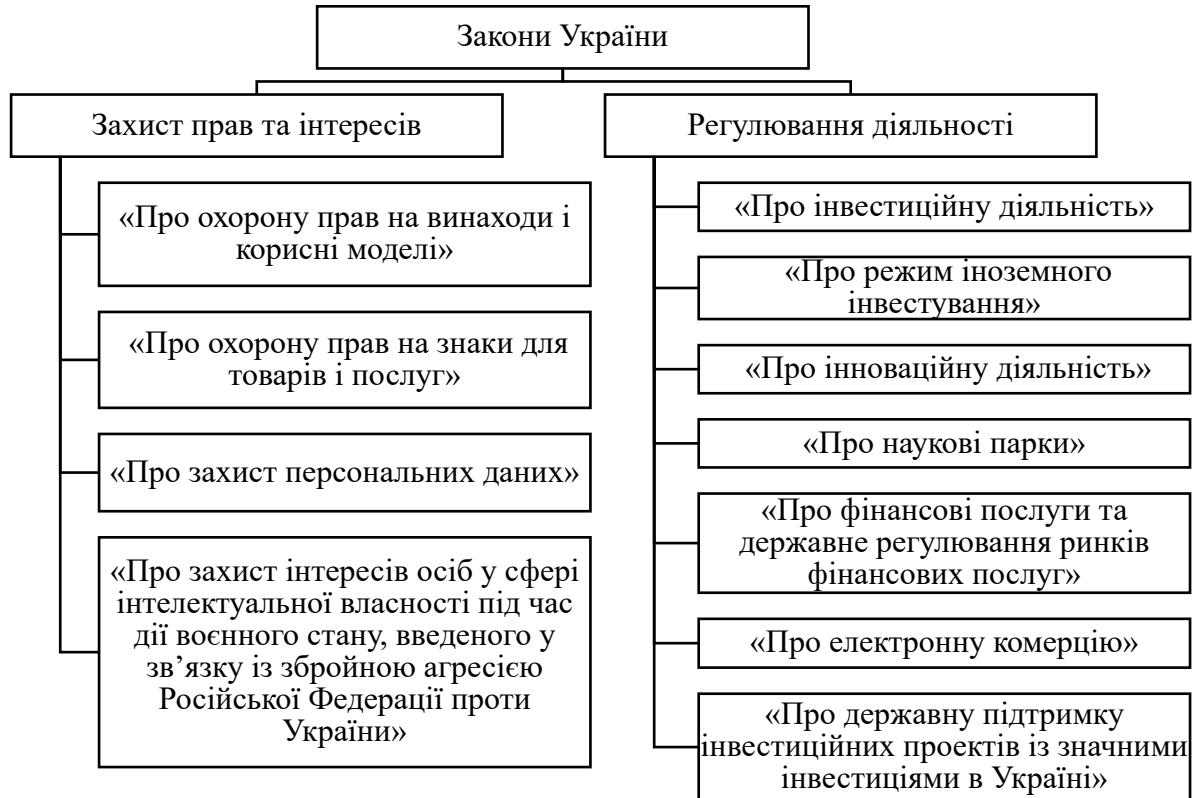 Закони України
Захист прав та інтересів
«Про охорону прав на винаходи і
корисні моделі»
«Про охорону прав на знаки для
товарів і послуг»
«Про захист персональних даних»
«Про захист інтересів осіб у сфері
інтелектуальної власності під час
дії воєнного стану, введеного у
зв’язку із збройною агресією
Російської Федерації проти
України»
Регулювання діяльності
«Про інвестиційну діяльність»
«Про режим іноземного
інвестування»
«Про інноваційну діяльність»
«Про наукові парки»
«Про фінансові послуги та
державне регулювання ринків
фінансових послуг»
«Про електронну комерцію»
«Про державну підтримку
інвестиційних проектів із значними
інвестиціями в Україні»